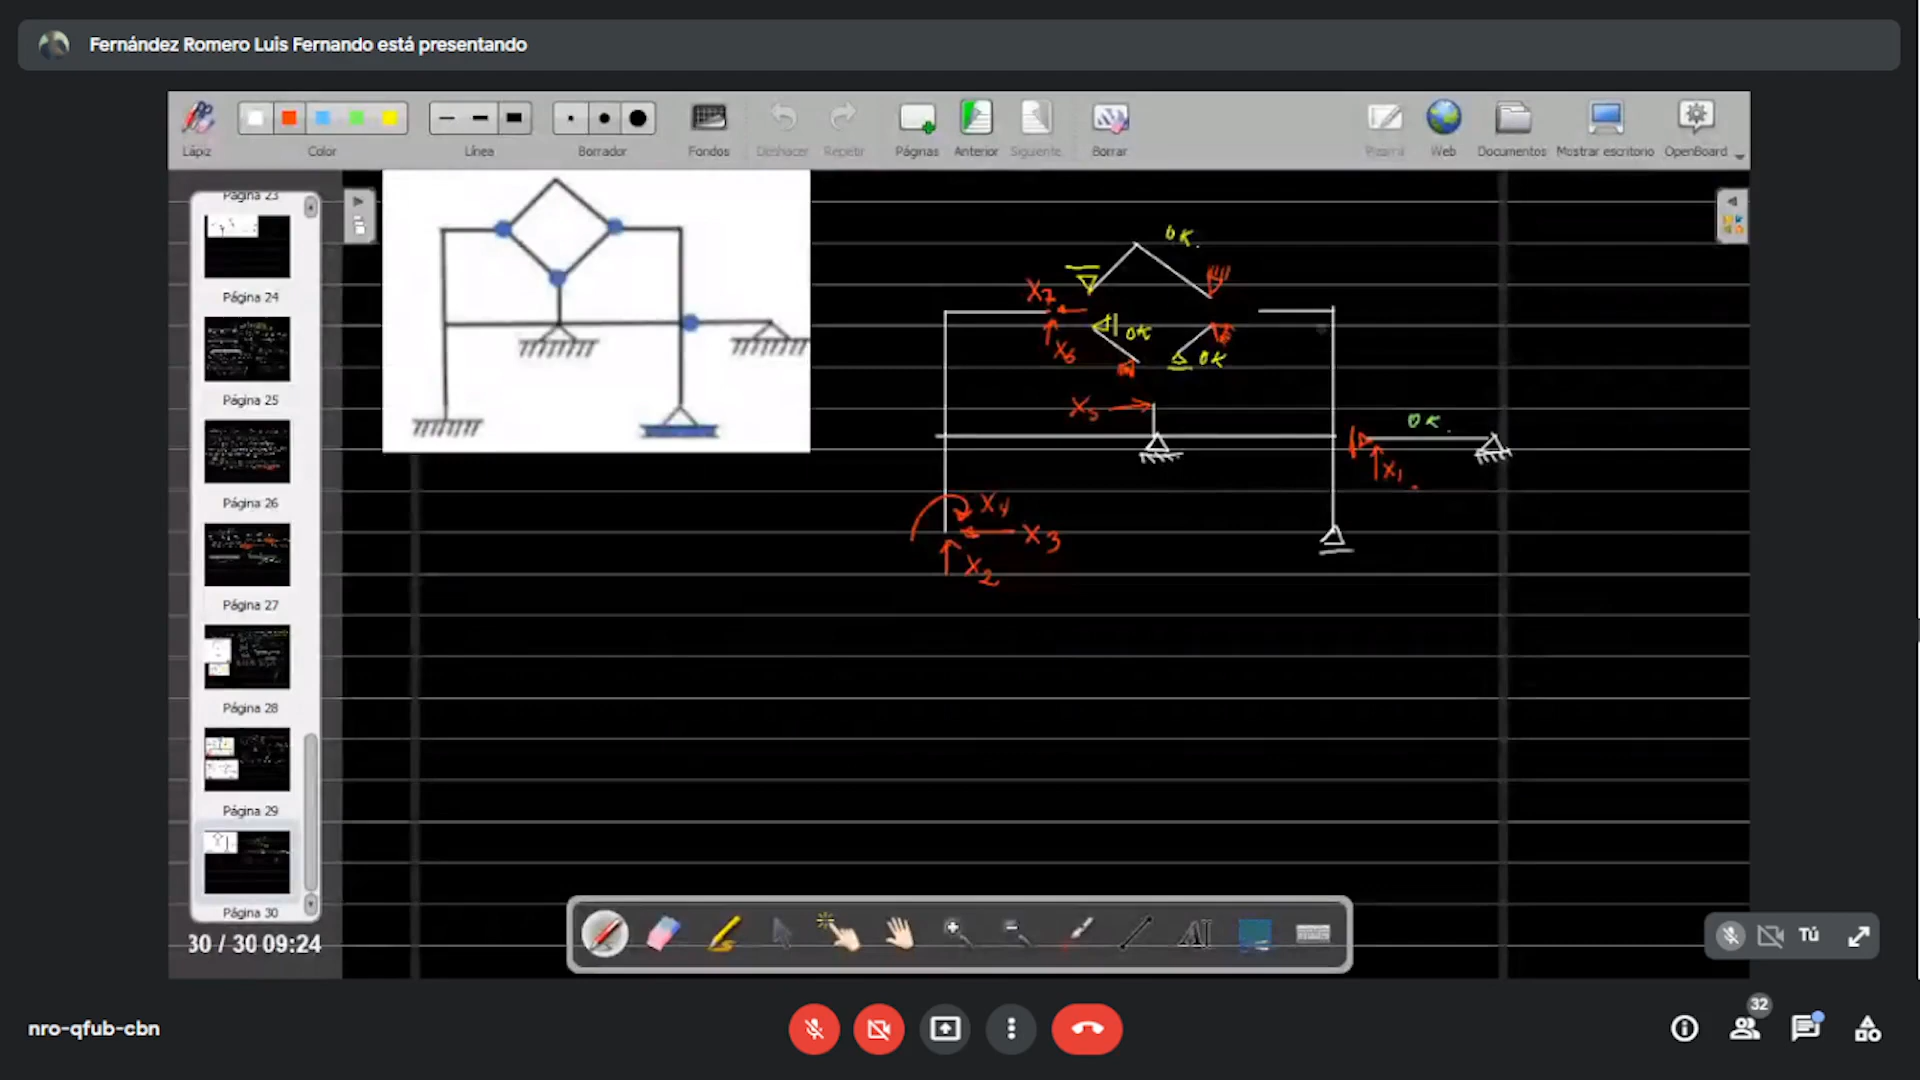 Fernández Romero Luis Fernando está presentando
Lápiz
Color
Línea
Borrador
Fondos
Deshacer
Repetir
Páginas
Anterior
Siguiente
Borrar
Pizarra
Web
Documentos
Mostrar escritorio
OpenBoard
Página 23
Página 24
Página 25
Página 26
Página 27
Página 28
Página 29
Página 30
30 / 30 09:24
OK.
X7
X6
OK
OK
X5
OK.
X1
X4
X3
X2
AI
Tú
nro-qfub-cbn
32